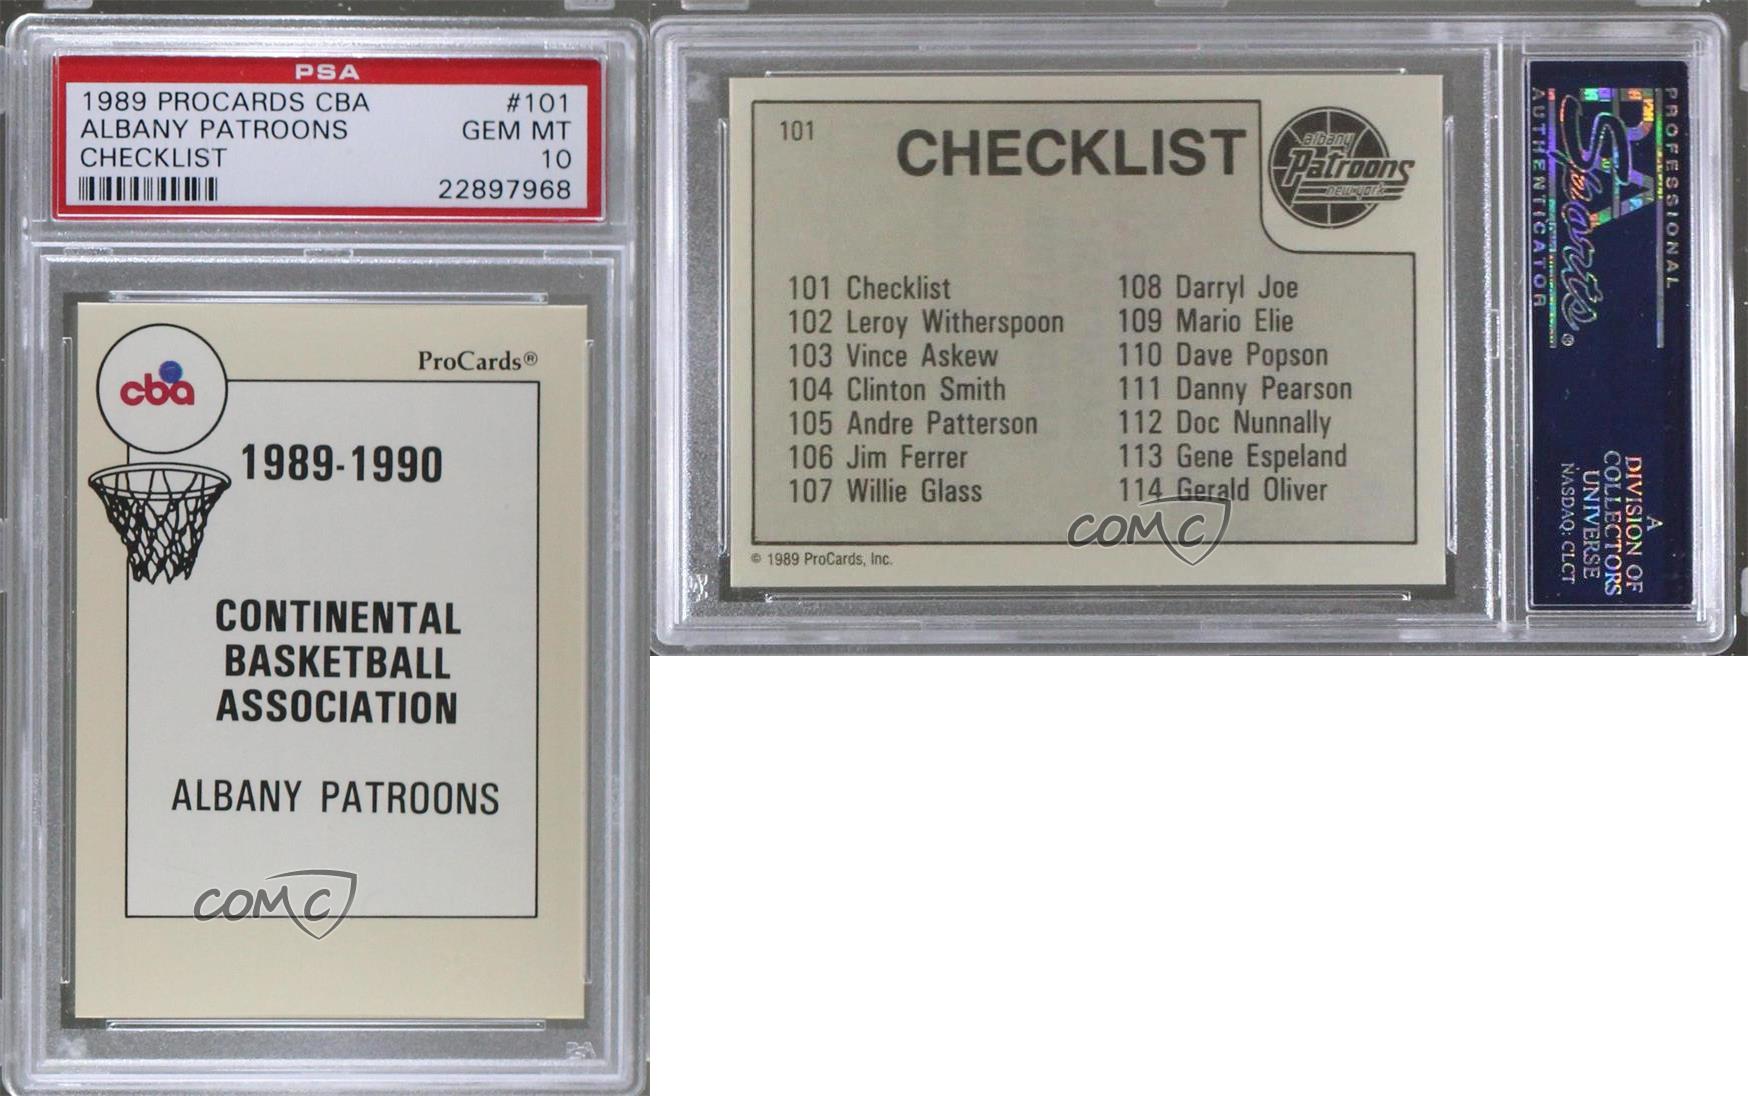 PSA
1989 PROCARDS CBA #101
ALBANY PATROONS GEM MT
CHECKLIST 10
22897968
cba
ProCards®
1989-1990
CONTINENTAL
BASKETBALL
ASSOCIATION
ALBANY PATROONS
COMC
PSA
101
CHECKLIST
albany
Patroons
new york
101 Checklist
102 Leroy Witherspoon
103 Vince Askew
104 Clinton Smith
105 Andre Patterson
106 Jim Ferrer
107 Willie Glass
108 Darryl Joe
109 Mario Elie
110 Dave Popson
111 Danny Pearson
112 Doc Nunnally
113 Gene Espeland
114 Gerald Oliver
COMC
© 1989 ProCards, Inc.
PROFESSIONAL
PSA
Sports®
AUTHENTICATOR
A
DIVISION OF
COLLECTORS
UNIVERSE
NASDAQ: CLCT